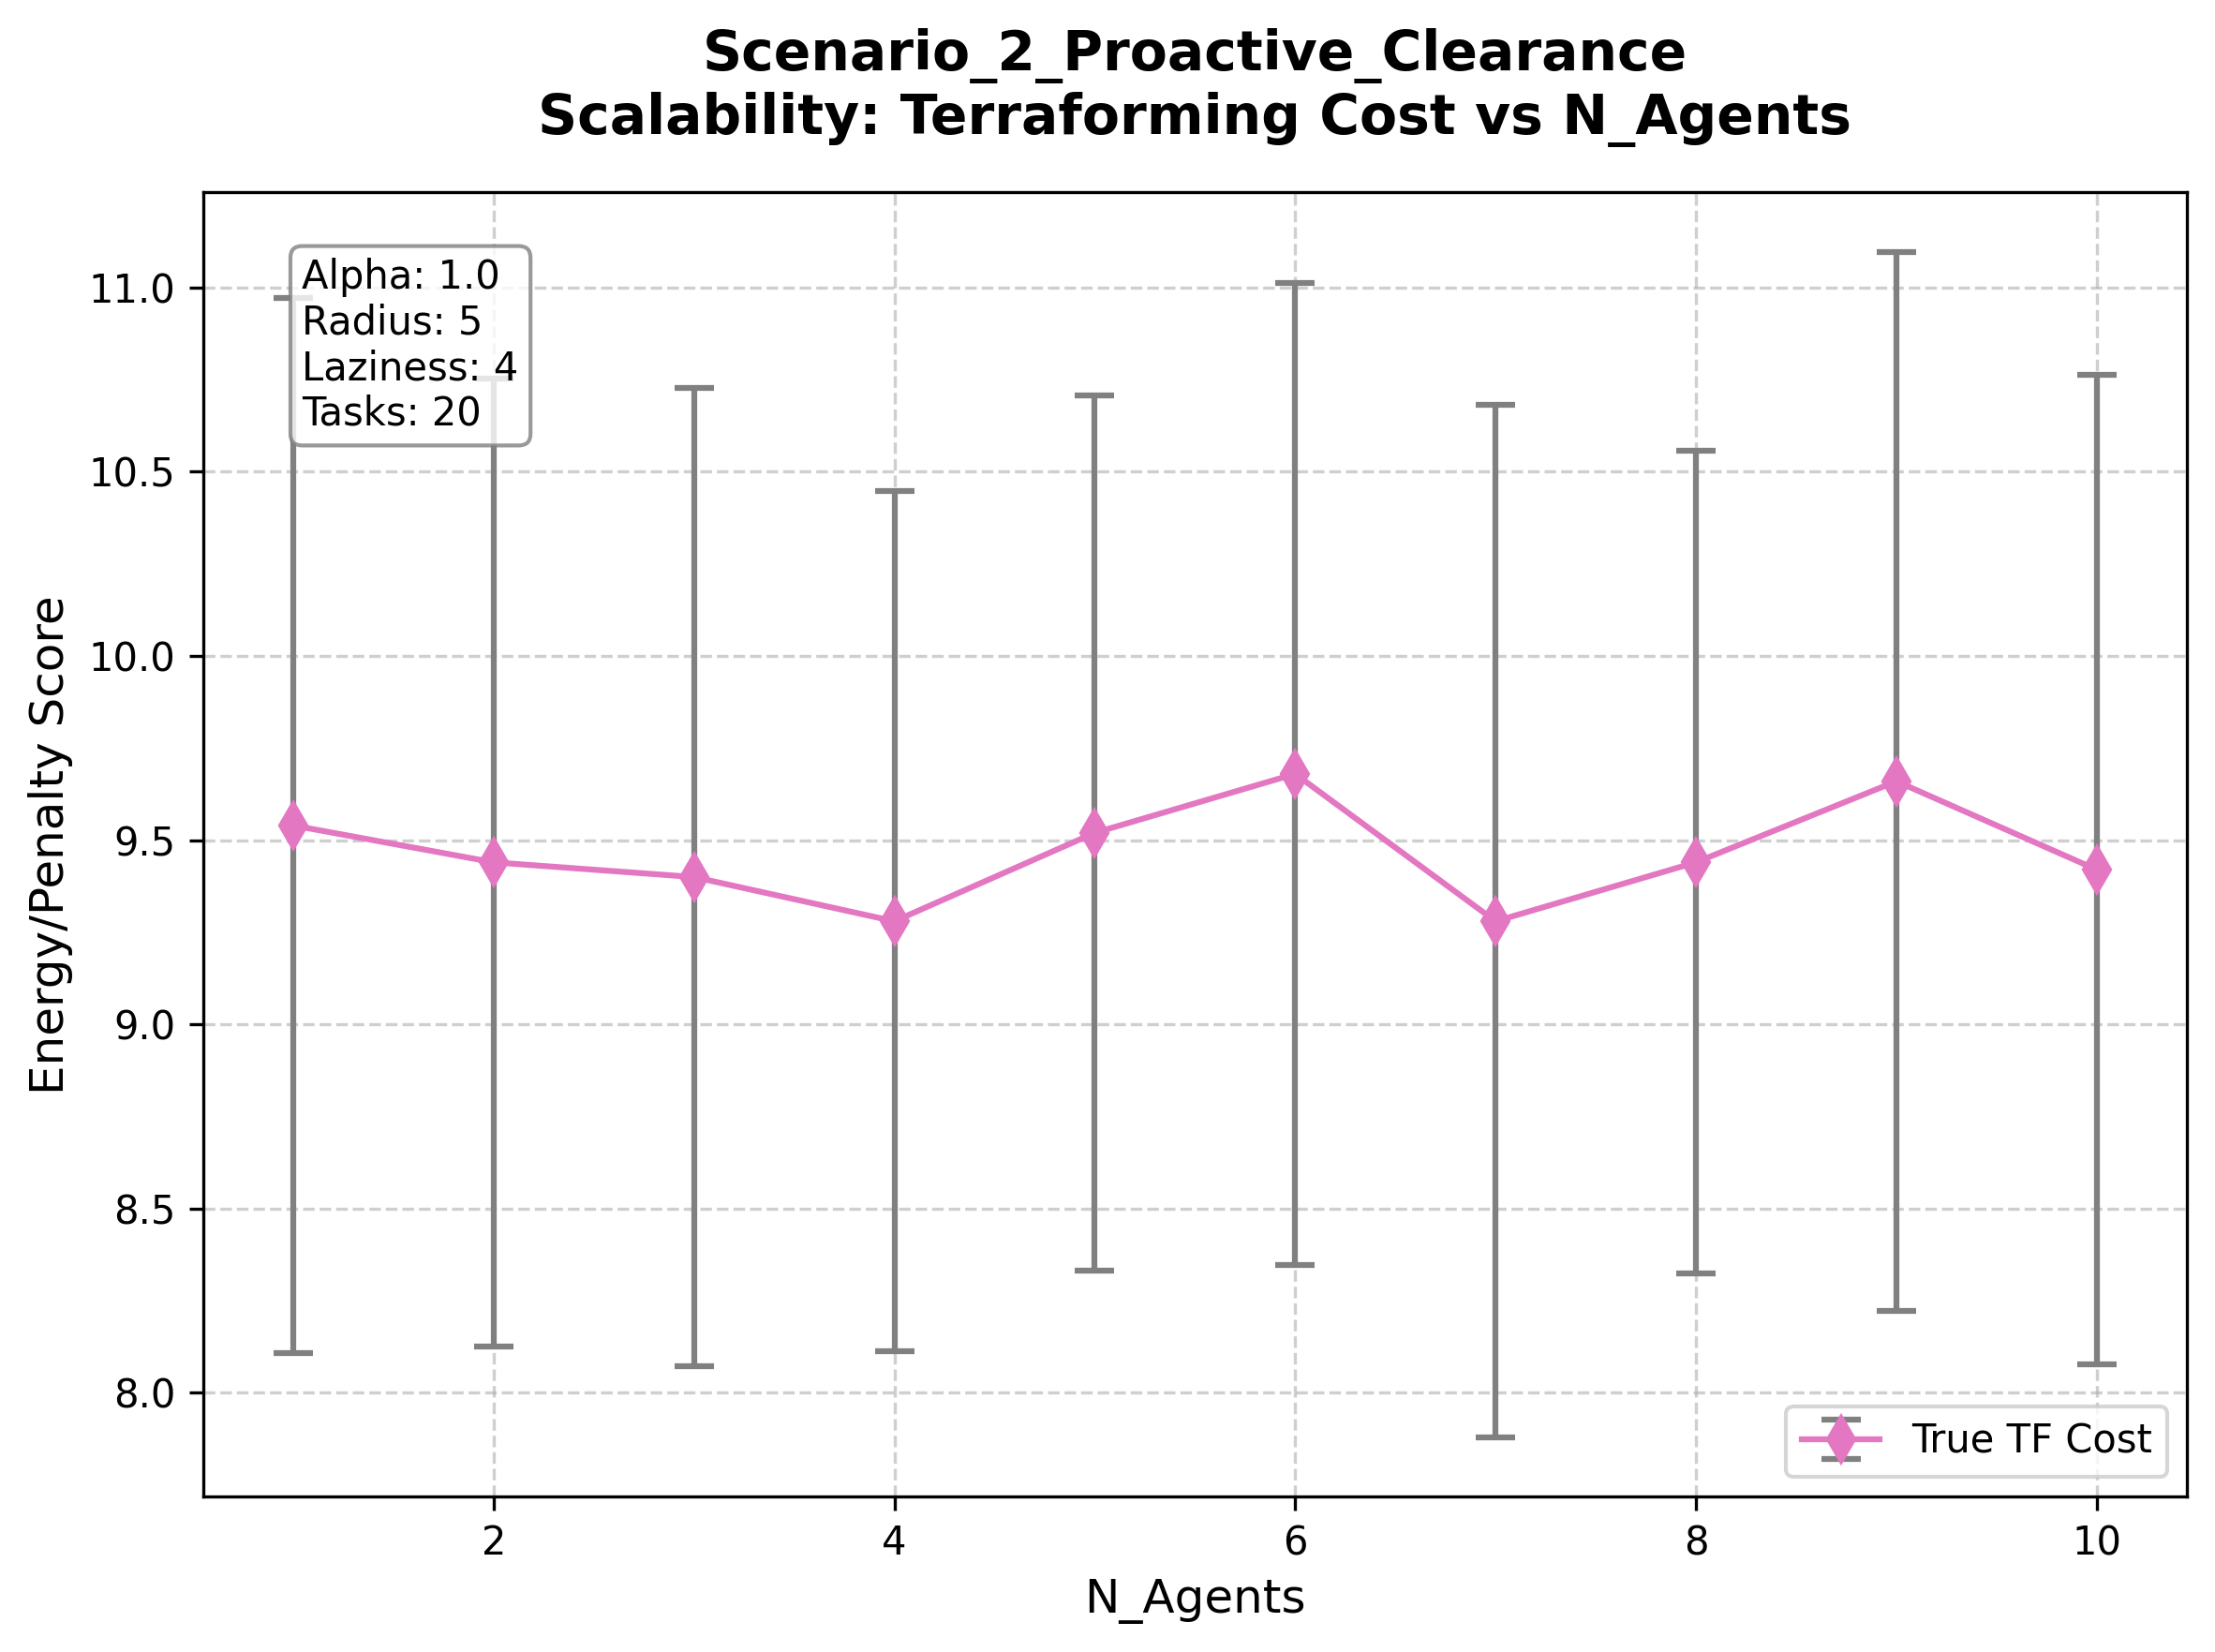 Scenario_2_Proactive_Clearance
Scalability: Terraforming Cost vs N_Agents
Alpha: 1.0
Radius: 5
Laziness: 4
Tasks: 20
Energy/Penalty Score
11.0
10.5
10.0
9.5
9.0
8.5
8.0
True TF Cost
2
4
6
8
10
N_Agents